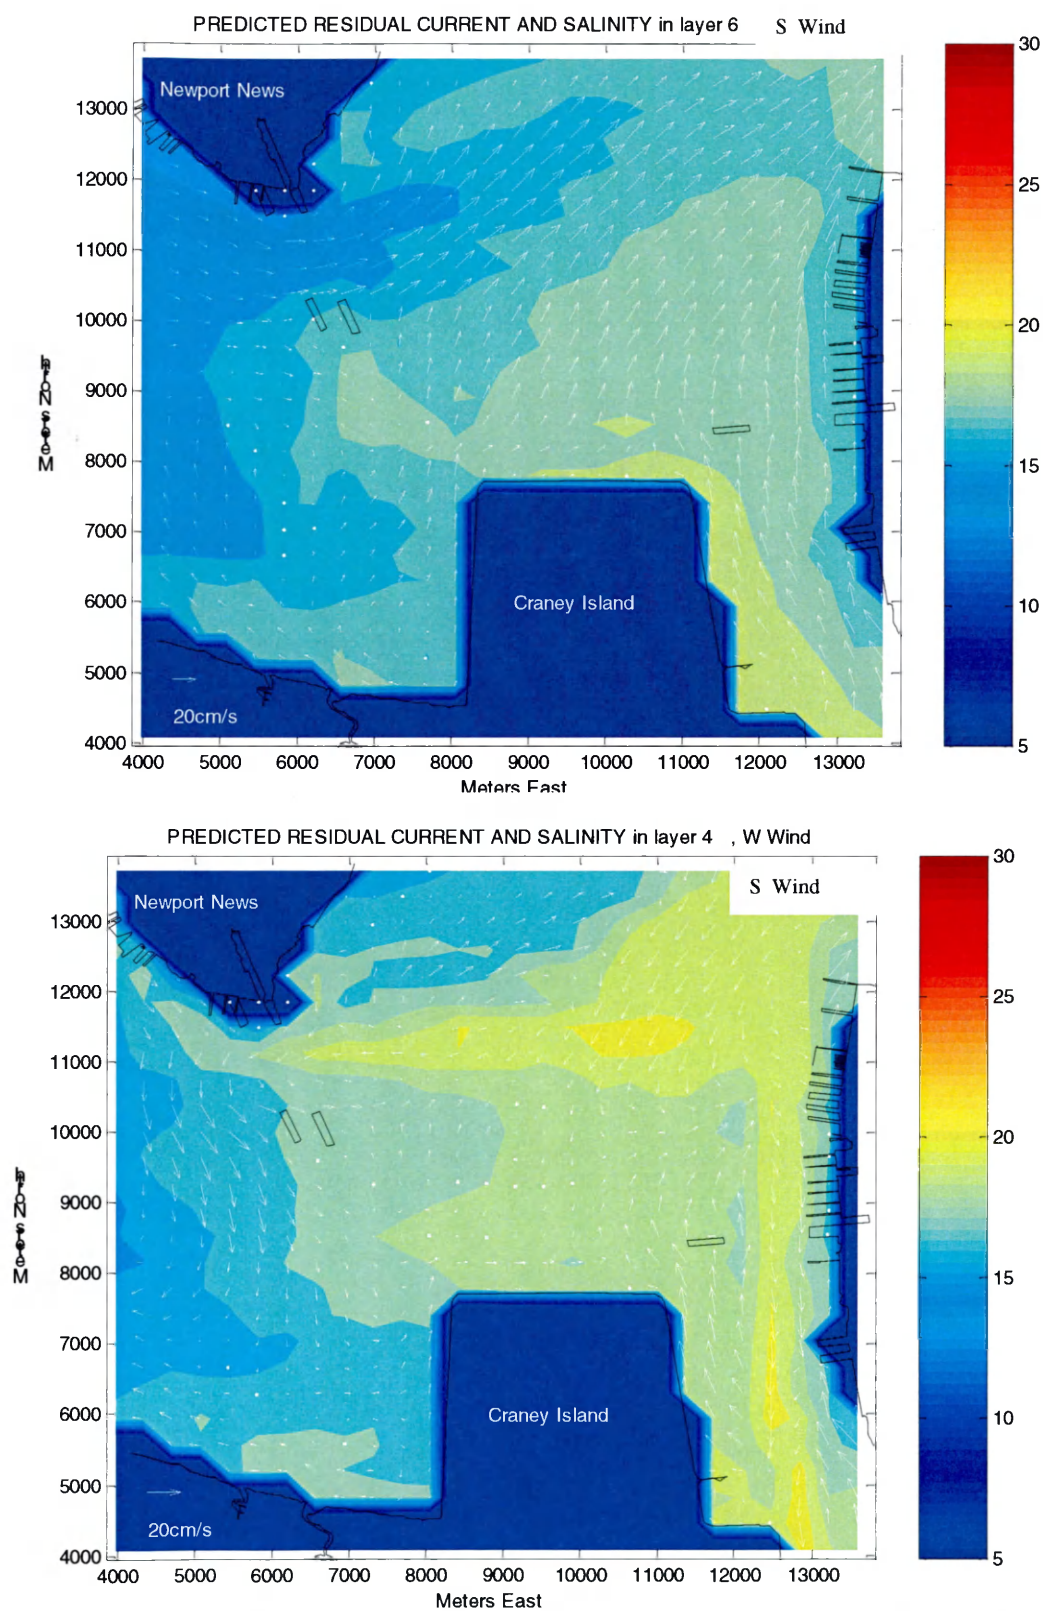 PREDICTED RESIDUAL CURRENT AND SALINITY in layer 6 S Wind
30
25
20
15
10
5
Newport News
13000
12000
11000
10000
9000
8000
7000
6000
5000
4000
Meters North
Craney Island
20cm/s
4000 5000 6000 7000 8000 9000 10000 11000 12000 13000
Meters East
PREDICTED RESIDUAL CURRENT AND SALINITY in layer 4 , W Wind
S Wind
30
25
20
15
10
5
Newport News
13000
12000
11000
10000
9000
8000
7000
6000
5000
4000
Meters North
Craney Island
20cm/s
4000 5000 6000 7000 8000 9000 10000 11000 12000 13000
Meters East